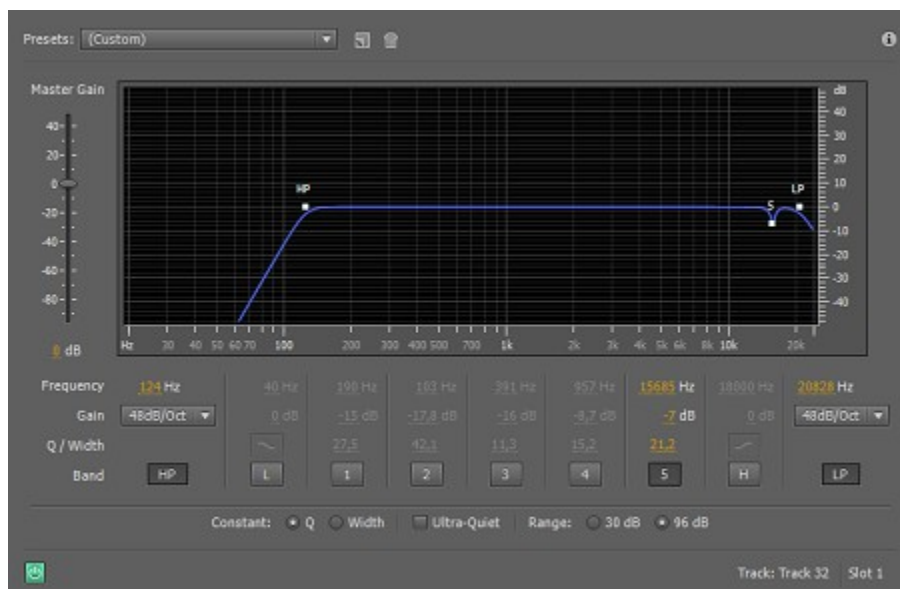 Presets: (Custom)
Master Gain
dB
40 20 0 -20 -40 -60 -80
40 30 20 10 0 -10 -20 -30 -40
HP S LP
Hz 30 40 50 60 70 100 200 300 400 500 700 1k 2k 3k 4k 5k 6k 8k 10k 20k
0 dB
Frequency 124 Hz 40 Hz 190 Hz 103 Hz 391 Hz 957 Hz 15685 Hz 18000 Hz 20828 Hz
Gain 48dB/Oct 0 dB -15 dB -17,8 dB -16 dB -8,7 dB -7 dB 0 dB 48dB/Oct
Q / Width 27,5 42,1 11,3 15,2 21,2
Band HP L 1 2 3 4 5 H LP
Constant: Q Width Ultra-Quiet Range: 30 dB 96 dB
Track: Track 32 Slot 1